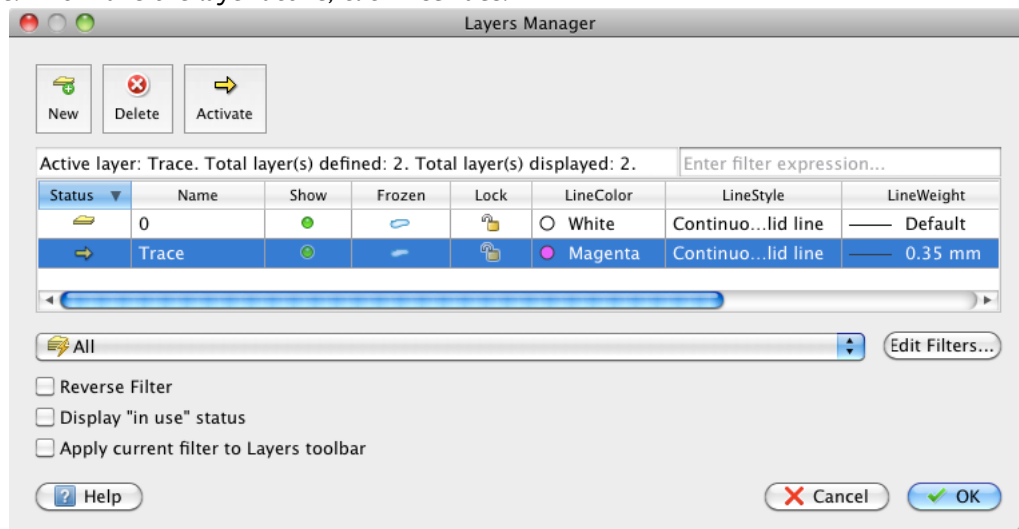 Layers Manager
New Delete Activate
Active layer: Trace. Total layer(s) defined: 2. Total layer(s) displayed: 2. Enter filter expression...
Status Name Show Frozen Lock LineColor LineStyle LineWeight
0 White Continuo...lid line Default
Trace Magenta Continuo...lid line 0.35 mm
All Edit Filters...
Reverse Filter
Display "in use" status
Apply current filter to Layers toolbar
? Help Cancel OK